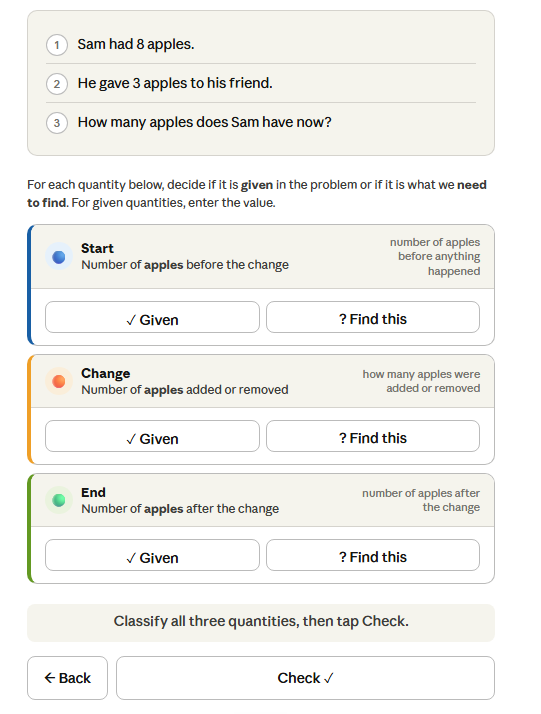 1 Sam had 8 apples.
2 He gave 3 apples to his friend.
3 How many apples does Sam have now?
For each quantity below, decide if it is given in the problem or if it is what we need
to find. For given quantities, enter the value.
Start
Number of apples before the change
number of apples
before anything
happened
✓ Given
? Find this
Change
Number of apples added or removed
how many apples were
added or removed
✓ Given
? Find this
End
Number of apples after the change
number of apples after
the change
✓ Given
? Find this
Classify all three quantities, then tap Check.
← Back
Check ✓